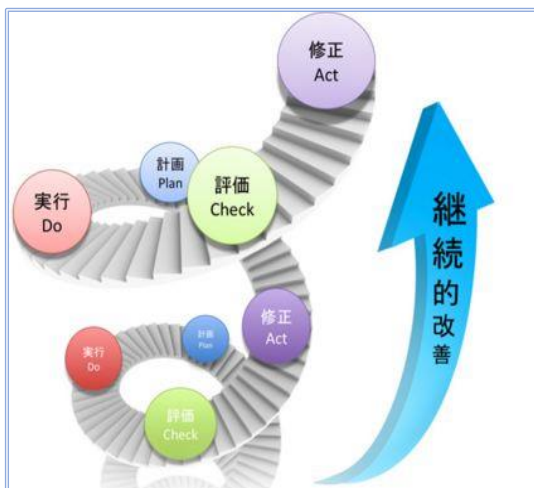 修正
Act
計画
Plan
評価
Check
実行
Do
継続的改善
修正
Act
計画
Plan
実行
Do
評価
Check